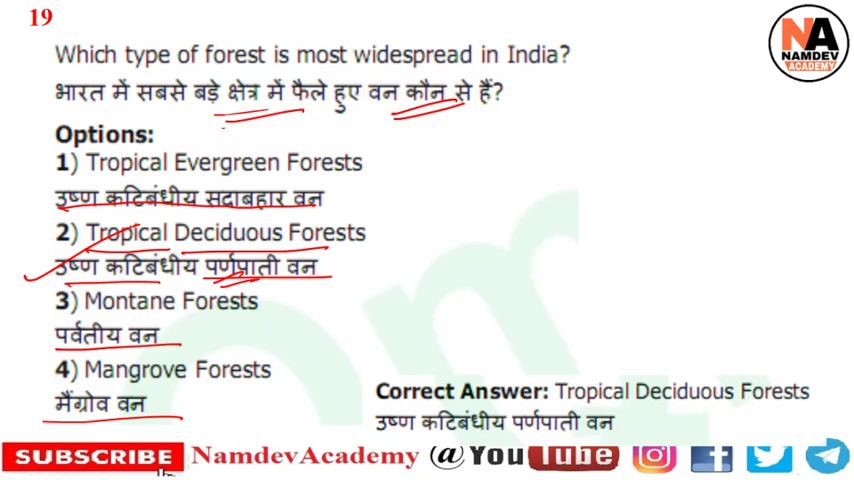 19
NA
NAMDEV
ACADEMY
Which type of forest is most widespread in India?
भारत में सबसे बड़े क्षेत्र में फैले हुए वन कौन से हैं?
Options:
1) Tropical Evergreen Forests
उष्ण कटिबंधीय सदाबहार वन
2) Tropical Deciduous Forests
उष्ण कटिबंधीय पर्णपाती वन
3) Montane Forests
पर्वतीय वन
4) Mangrove Forests
मैंग्रोव वन
Correct Answer: Tropical Deciduous Forests
उष्ण कटिबंधीय पर्णपाती वन
SUBSCRIBE NamdevAcademy @YouTube